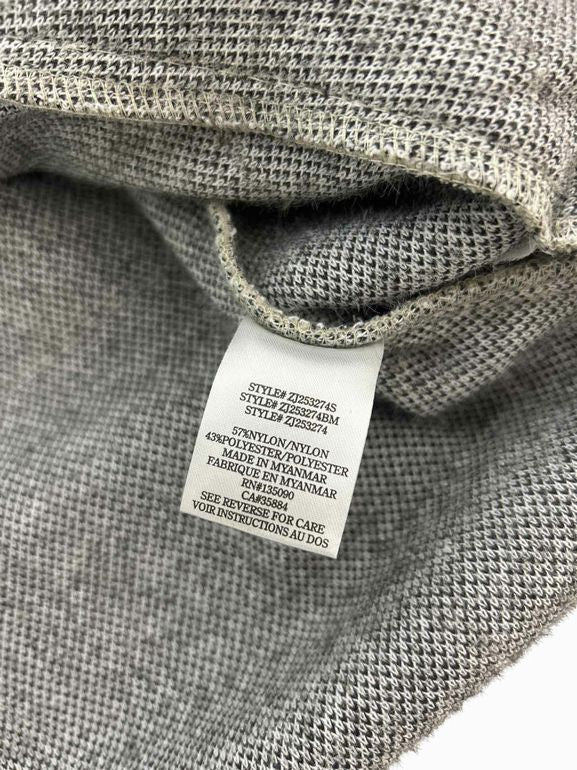 STYLE# ZJ253274S
STYLE# ZJ253274BM
STYLE# ZJ253274
57%NYLON/NYLON
43%POLYESTER/POLYESTER
MADE IN MYANMAR
FABRIQUE EN MYANMAR
RN#135090
CA#35884
SEE REVERSE FOR CARE
VOIR INSTRUCTIONS AU DOS